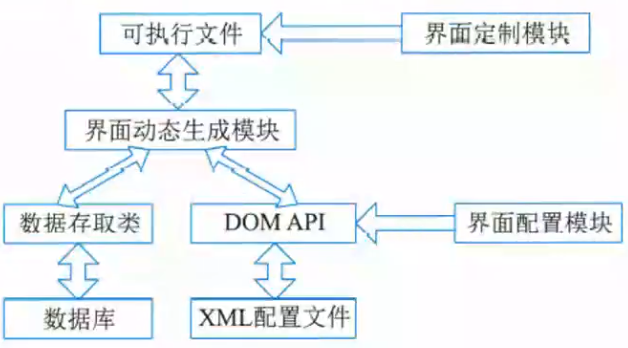 可执行文件
界面定制模块
界面动态生成模块
数据存取类
DOM API
界面配置模块
数据库
XML配置文件